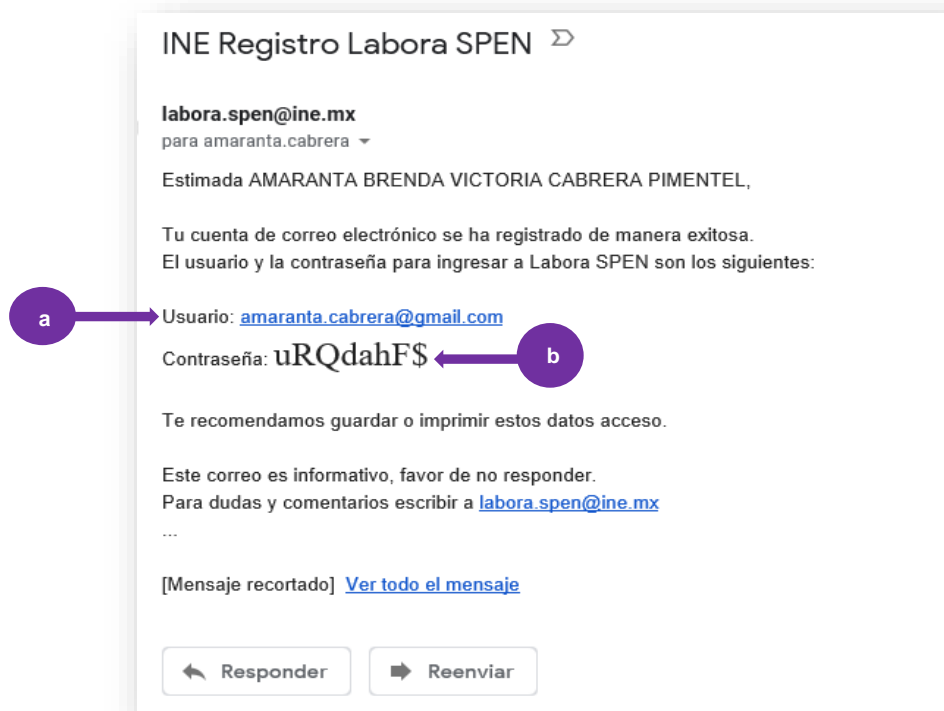 INE Registro Labora SPEN
labora.spen@ine.mx
para amaranta.cabrera
Estimada AMARANTA BRENDA VICTORIA CABRERA PIMENTEL,
Tu cuenta de correo electrónico se ha registrado de manera exitosa.
El usuario y la contraseña para ingresar a Labora SPEN son los siguientes:
a
Usuario: amaranta.cabrera@gmail.com
Contraseña: uRQdahF$
b
Te recomendamos guardar o imprimir estos datos acceso.
Este correo es informativo, favor de no responder.
Para dudas y comentarios escribir a labora.spen@ine.mx
...
[Mensaje recortado] Ver todo el mensaje
Responder
Reenviar